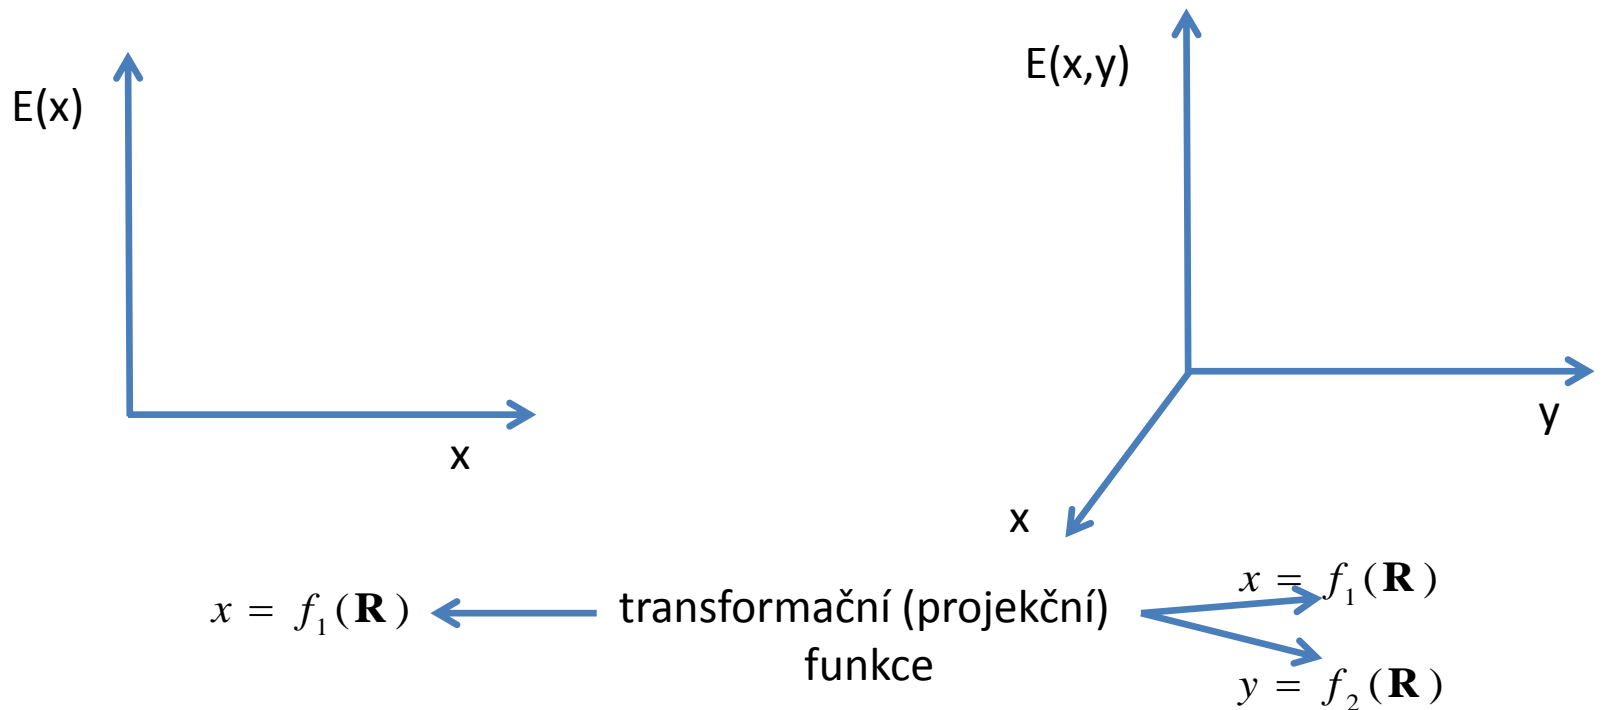 E(x)
x
E(x,y)
y
x
x = f₁(R)
transformační (projekční)
funkce
x = f₁(R)
y = f₂(R)